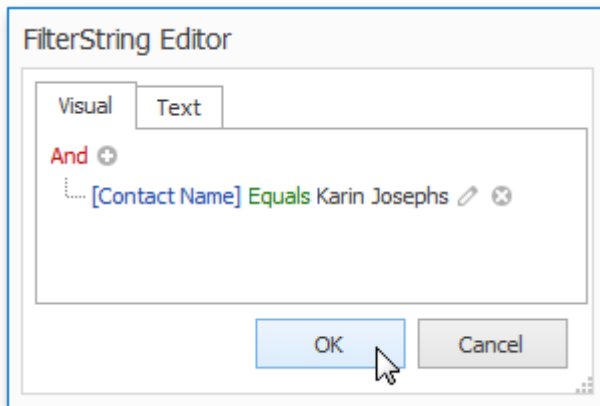 FilterString Editor
Visual Text
And
[Contact Name] Equals Karin Josephs
OK Cancel